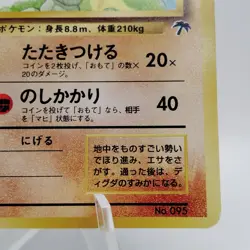 ポケモン：身長8.8m、体重210kg
たたきつける 20×
コインを2枚投げ、「おもて」の数×
20のダメージ。
のしかかり 40
コインを投げて「おもて」なら、相手
を「マヒ」状態にする。
にげる
地中をものすごい勢い
でほり進み、エサをさが
す。通った後は、ディ
グダのすみかになる。
No.095